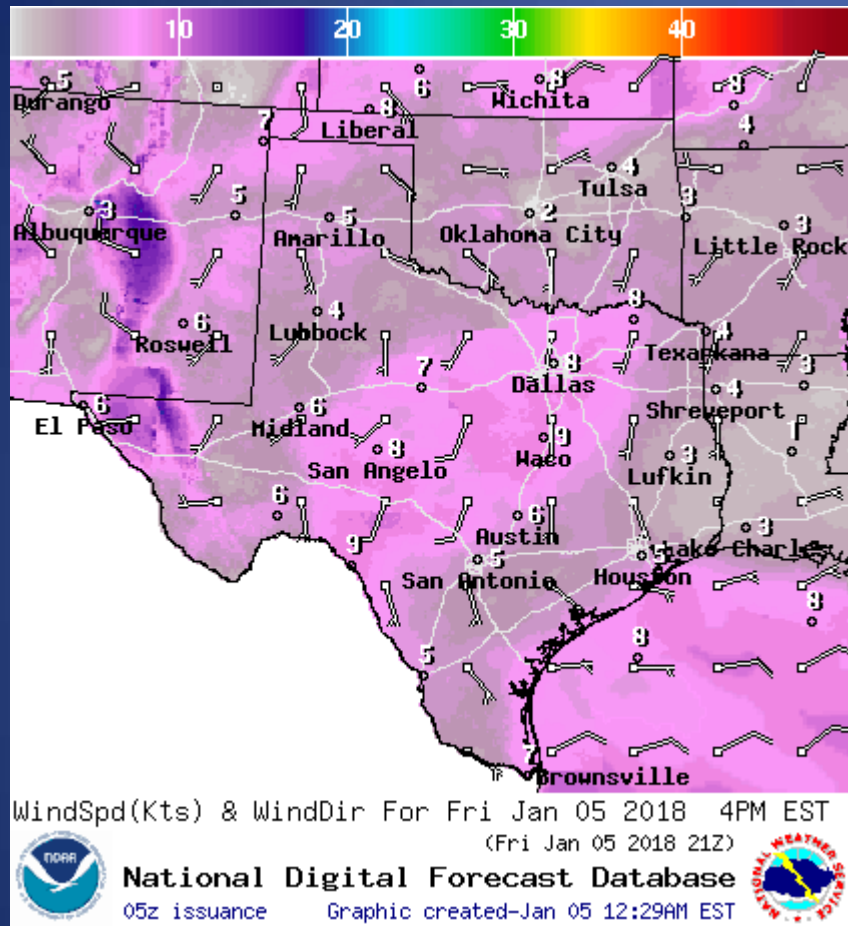 10 20 30 40
5 6 8
Durango Wichita 8
8
Liberal
7 4
4
Tulsa
3 5 5 2 3 3
Albuquerque Amarillo Oklahoma City Little Rock
6 4 8
Roswell Lubbock 4
Texarkana
7 8 3
Dallas 4
6 6 Shreveport
El Paso Midland 8 9 1
San Angelo Waco 3
Lufkin
6 6 3
Austin Lake Charles
9 5 5
San Antonio Houston
8
8
5
7
Brownsville
WindSpd(Kts) & WindDir For Fri Jan 05 2018 4PM EST
(Fri Jan 05 2018 21Z)
NOAA
National Digital Forecast Database
05z issuance Graphic created-Jan 05 12:29AM EST
NATIONAL WEATHER SERVICE